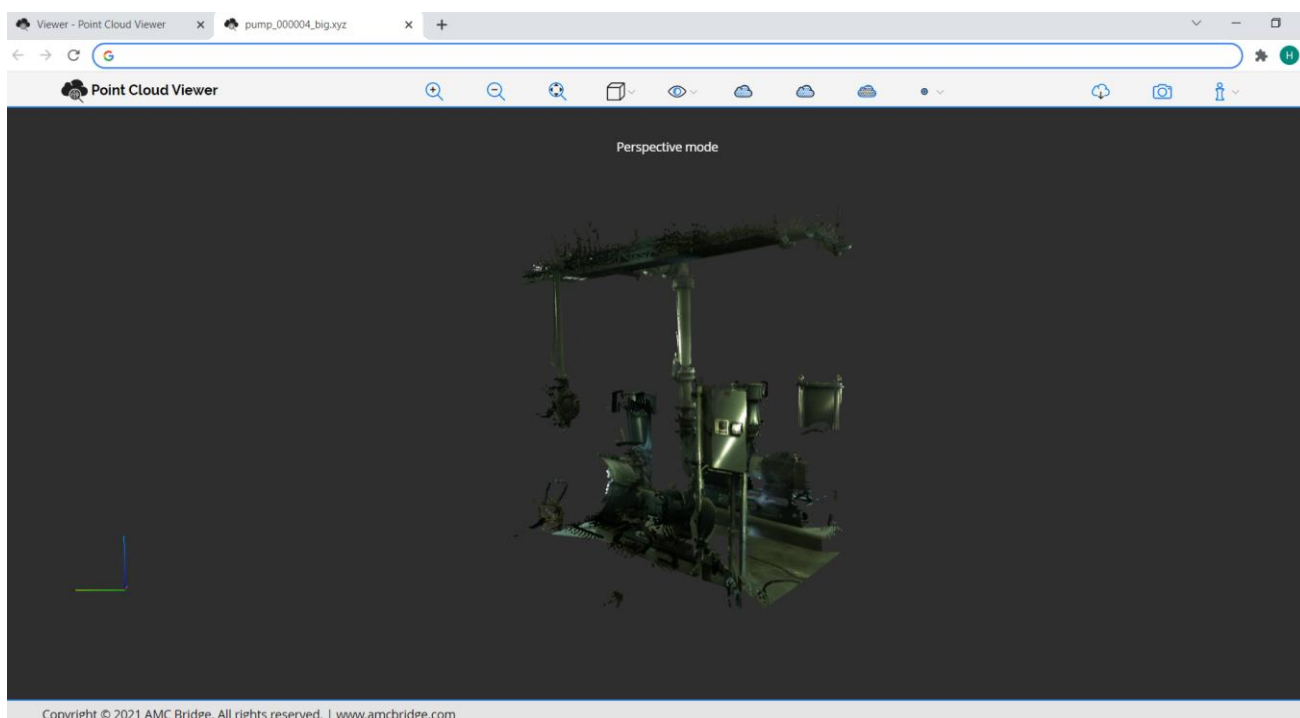 Viewer - Point Cloud Viewer
pump_000004_big.xyz
G
H
Point Cloud Viewer
Perspective mode
Copyright © 2021 AMC Bridge. All rights reserved. | www.amcbridge.com